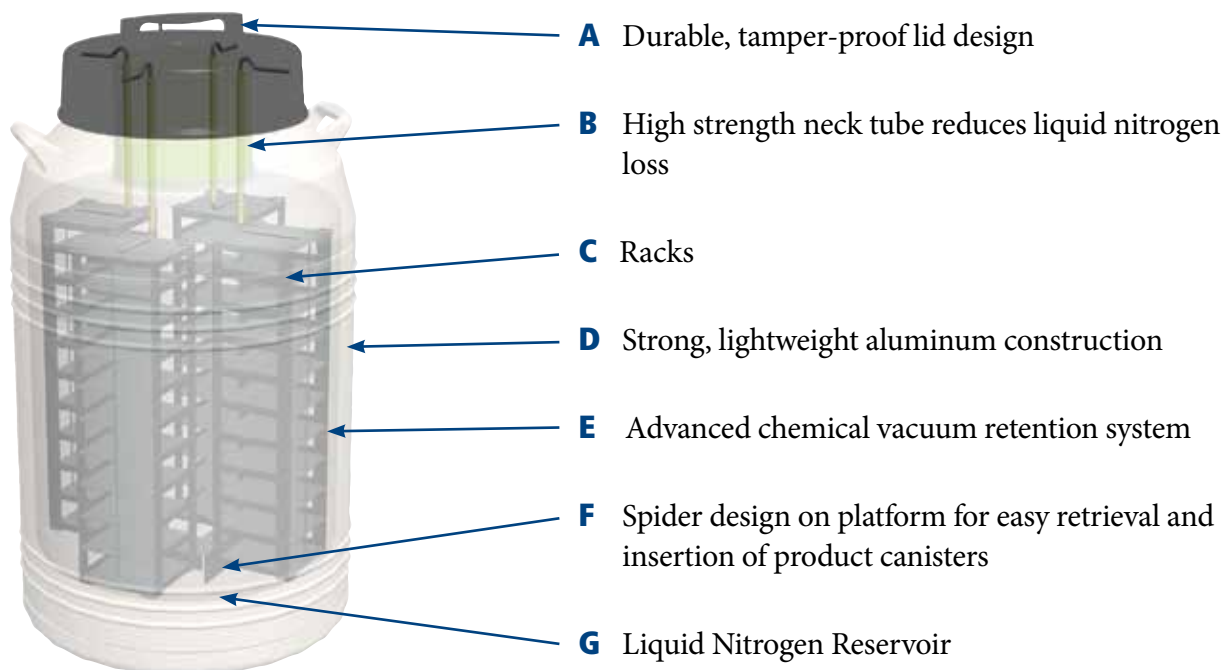 A Durable, tamper-proof lid design
B High strength neck tube reduces liquid nitrogen
loss
C Racks
D Strong, lightweight aluminum construction
E Advanced chemical vacuum retention system
F Spider design on platform for easy retrieval and
insertion of product canisters
G Liquid Nitrogen Reservoir